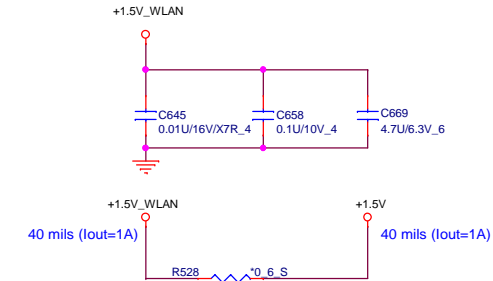 +1.5V_WLAN
C645
0.01U/16V/X7R_4
C658
0.1U/10V_4
C669
4.7U/6.3V_6
+1.5V_WLAN
+1.5V
40 mils (Iout=1A)
40 mils (Iout=1A)
R528
*0_6_S